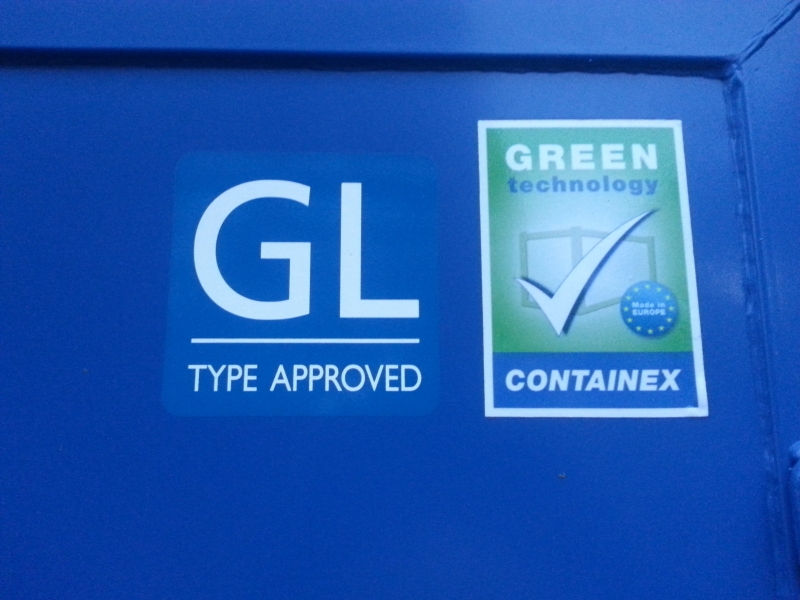 GL
TYPE APPROVED
GREEN
technology
Made in
EUROPE
CONTAINEX